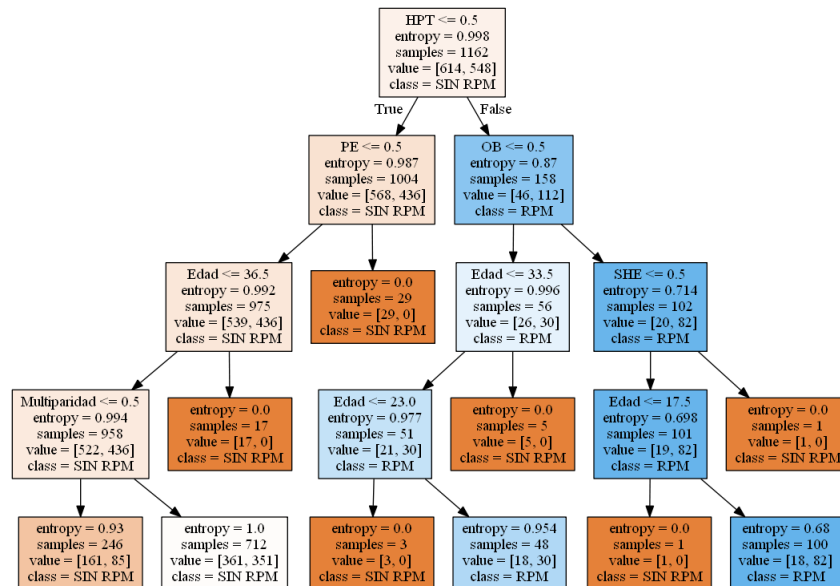 HPT <= 0.5
entropy = 0.998
samples = 1162
value = [614, 548]
class = SIN RPM
True
False
PE <= 0.5
entropy = 0.987
samples = 1004
value = [568, 436]
class = SIN RPM
OB <= 0.5
entropy = 0.87
samples = 158
value = [46, 112]
class = RPM
Edad <= 36.5
entropy = 0.992
samples = 975
value = [539, 436]
class = SIN RPM
entropy = 0.0
samples = 29
value = [29, 0]
class = SIN RPM
Edad <= 33.5
entropy = 0.996
samples = 56
value = [26, 30]
class = RPM
SHE <= 0.5
entropy = 0.714
samples = 102
value = [20, 82]
class = RPM
Multiparidad <= 0.5
entropy = 0.994
samples = 958
value = [522, 436]
class = SIN RPM
entropy = 0.0
samples = 17
value = [17, 0]
class = SIN RPM
Edad <= 23.0
entropy = 0.977
samples = 51
value = [21, 30]
class = RPM
entropy = 0.0
samples = 5
value = [5, 0]
class = SIN RPM
Edad <= 17.5
entropy = 0.698
samples = 101
value = [19, 82]
class = RPM
entropy = 0.0
samples = 1
value = [1, 0]
class = SIN RPM
entropy = 0.93
samples = 246
value = [161, 85]
class = SIN RPM
entropy = 1.0
samples = 712
value = [361, 351]
class = SIN RPM
entropy = 0.0
samples = 3
value = [3, 0]
class = SIN RPM
entropy = 0.954
samples = 48
value = [18, 30]
class = RPM
entropy = 0.0
samples = 1
value = [1, 0]
class = SIN RPM
entropy = 0.68
samples = 100
value = [18, 82]
class = RPM